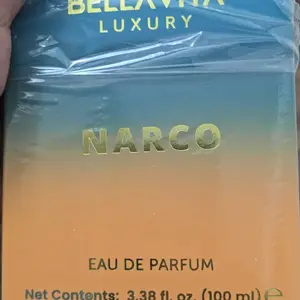 BELLAVITA
LUXURY
NARCO
EAU DE PARFUM
Net Contents: 3.38 fl. oz. (100 ml) e